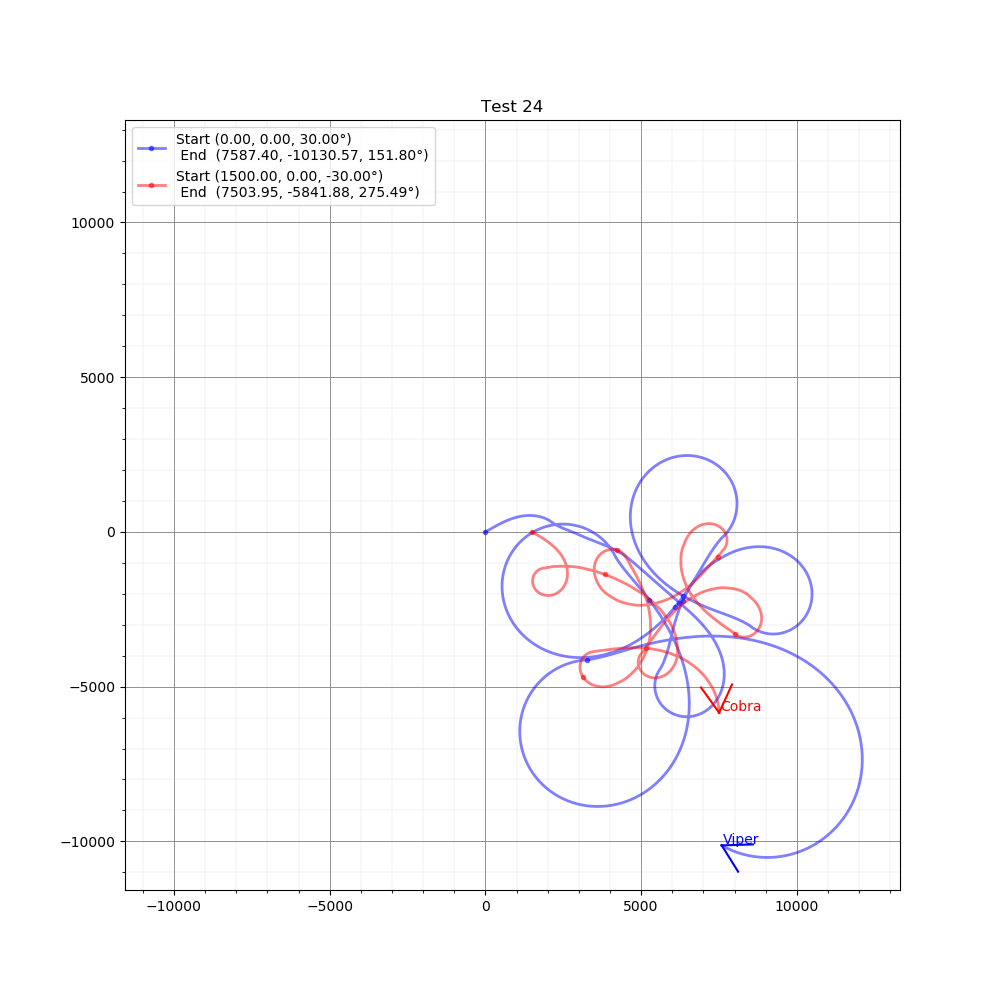 Test 24
Start (0.00, 0.00, 30.00°)
End  (7587.40, -10130.57, 151.80°)
Start (1500.00, 0.00, -30.00°)
End  (7503.95, -5841.88, 275.49°)
10000
5000
0
−5000
−10000
Cobra
Viper
−10000 −5000 0 5000 10000